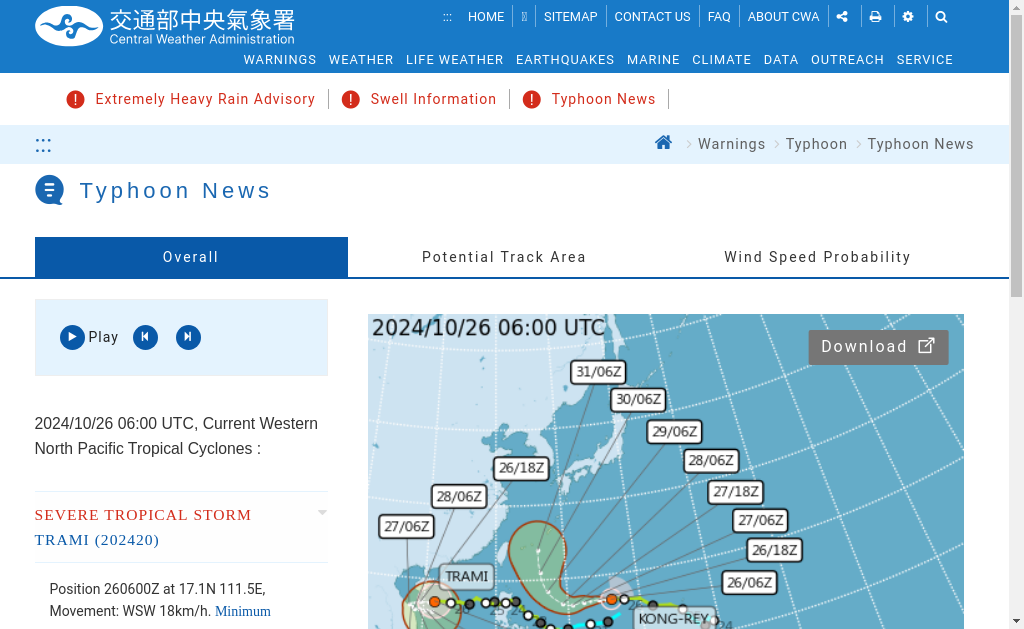 交通部中央氣象署
Central Weather Administration
::: HOME SITEMAP CONTACT US FAQ ABOUT CWA
WARNINGS WEATHER LIFE WEATHER EARTHQUAKES MARINE CLIMATE DATA OUTREACH SERVICE
Extremely Heavy Rain Advisory Swell Information Typhoon News
::: Warnings Typhoon Typhoon News
Typhoon News
Overall Potential Track Area Wind Speed Probability
Play
2024/10/26 06:00 UTC, Current Western
North Pacific Tropical Cyclones :
SEVERE TROPICAL STORM
TRAMI (202420)
Position 260600Z at 17.1N 111.5E,
Movement: WSW 18km/h. Minimum
2024/10/26 06:00 UTC
Download
31/06Z
30/06Z
29/06Z
28/06Z
26/18Z
27/18Z
28/06Z
27/06Z
27/06Z
26/18Z
26/06Z
TRAMI
KONG-REY